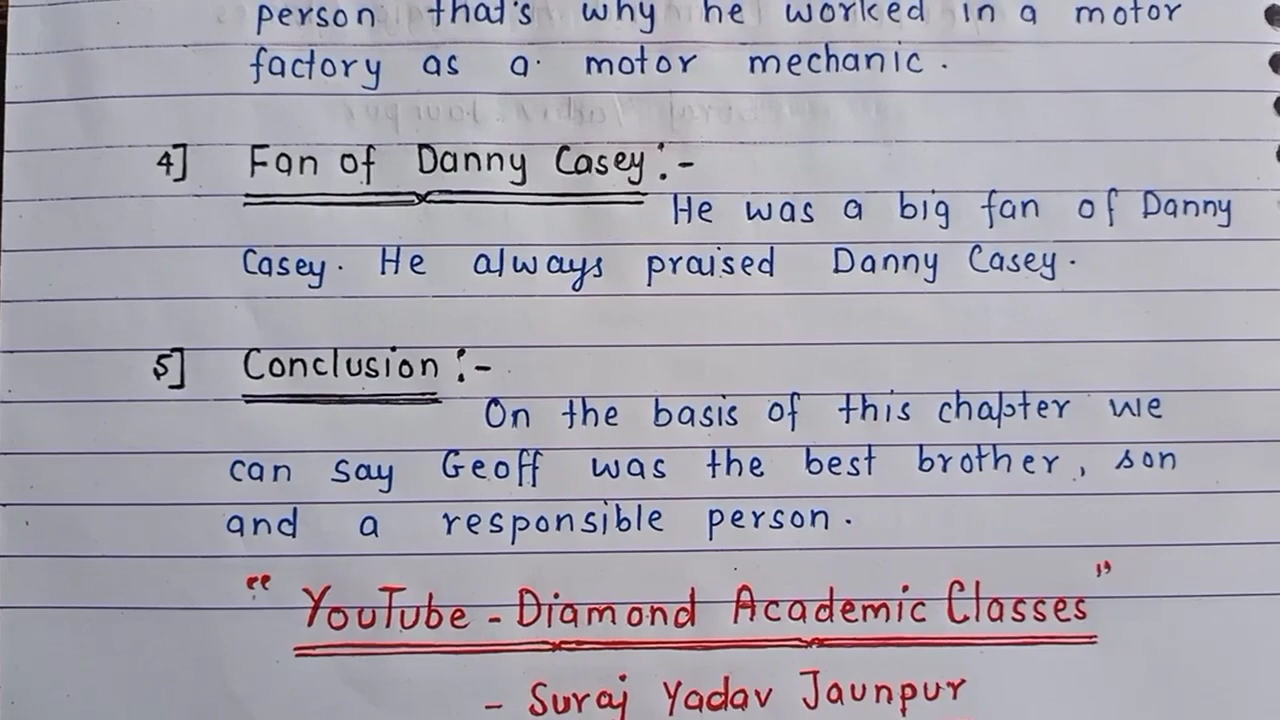 person that's why he worked in a motor
factory as a motor mechanic.
4] Fan of Danny Casey :-
He was a big fan of Danny
Casey. He always praised Danny Casey.
5] Conclusion :-
On the basis of this chapter we
can say Geoff was the best brother, son
and a responsible person.
"YouTube - Diamond Academic Classes"
- Suraj Yadav Jaunpur